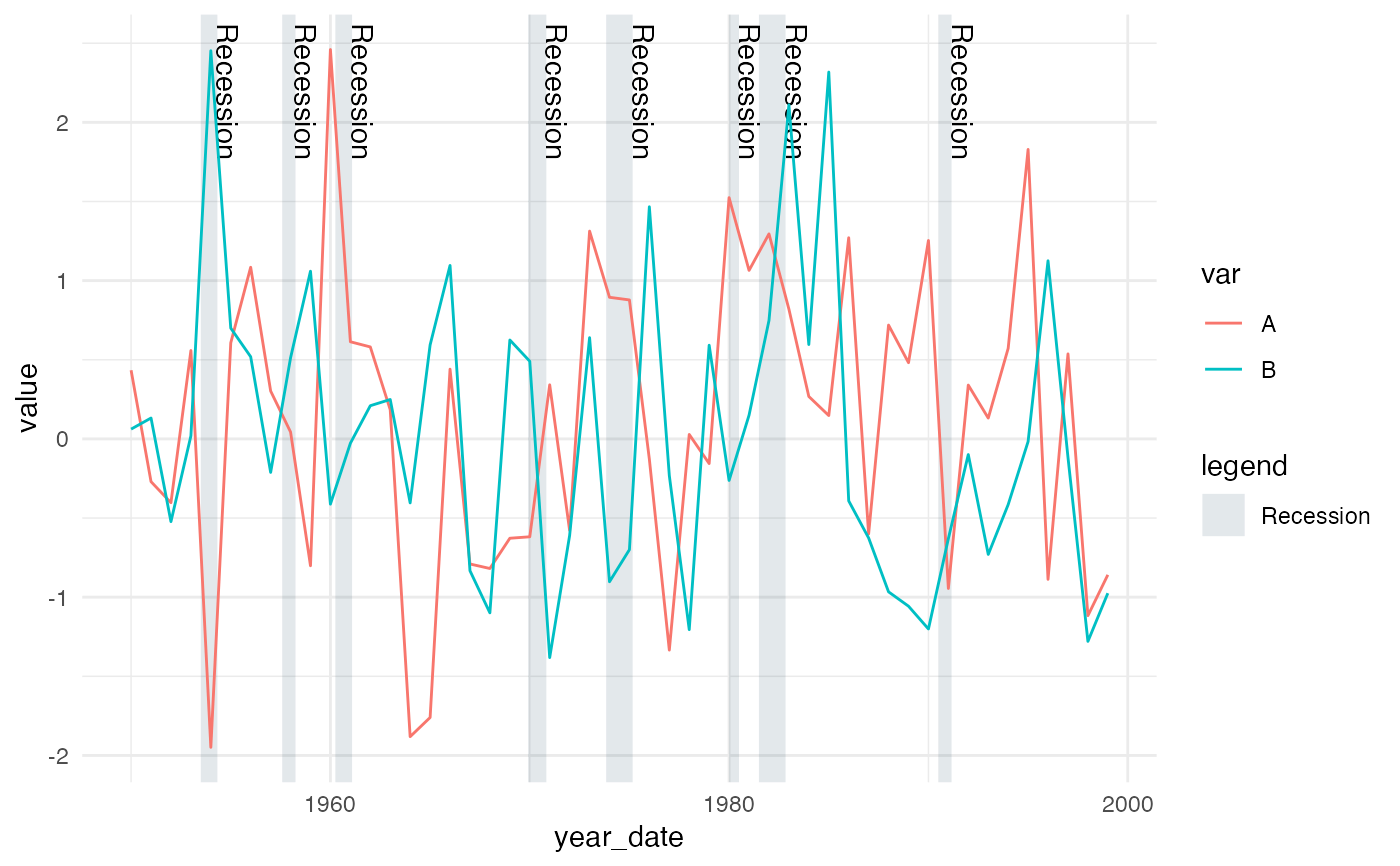 Recession
Recession
Recession
Recession
Recession
Recession
Recession
Recession
2
1
0
-1
-2
value
1960
1980
2000
year_date
var
A
B
legend
Recession